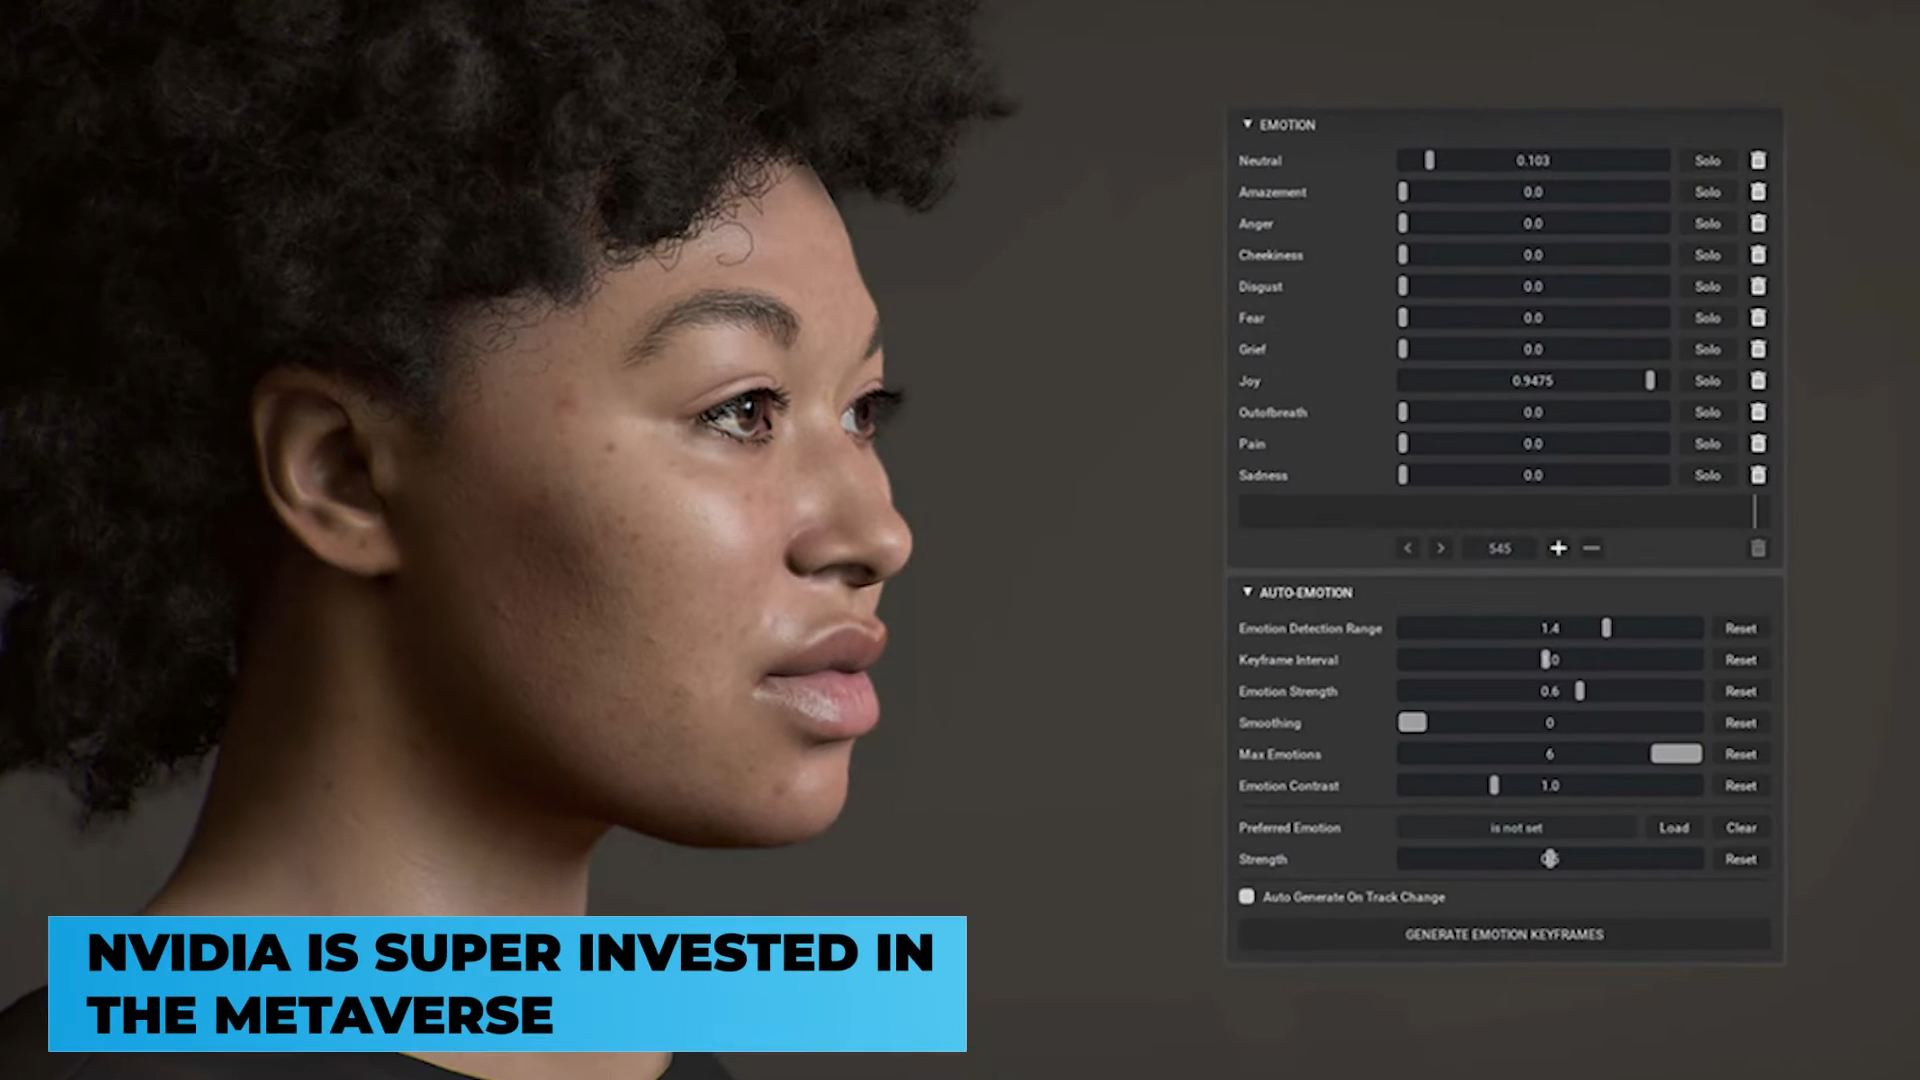 EMOTION
Neutral 0.103 Solo
Amazement 0.0 Solo
Anger 0.0 Solo
Cheekiness 0.0 Solo
Disgust 0.0 Solo
Fear 0.0 Solo
Grief 0.0 Solo
Joy 0.9475 Solo
Outofbreath 0.0 Solo
Pain 0.0 Solo
Sadness 0.0 Solo
< > 545 + −
AUTO-EMOTION
Emotion Detection Range 1.4 Reset
Keyframe Interval Reset
Emotion Strength 0.6 Reset
Smoothing 0 Reset
Max Emotions 6 Reset
Emotion Contrast 1.0 Reset
Preferred Emotion is not set Load Clear
Strength Reset
Auto Generate On Track Change
GENERATE EMOTION KEYFRAMES
NVIDIA IS SUPER INVESTED IN
THE METAVERSE